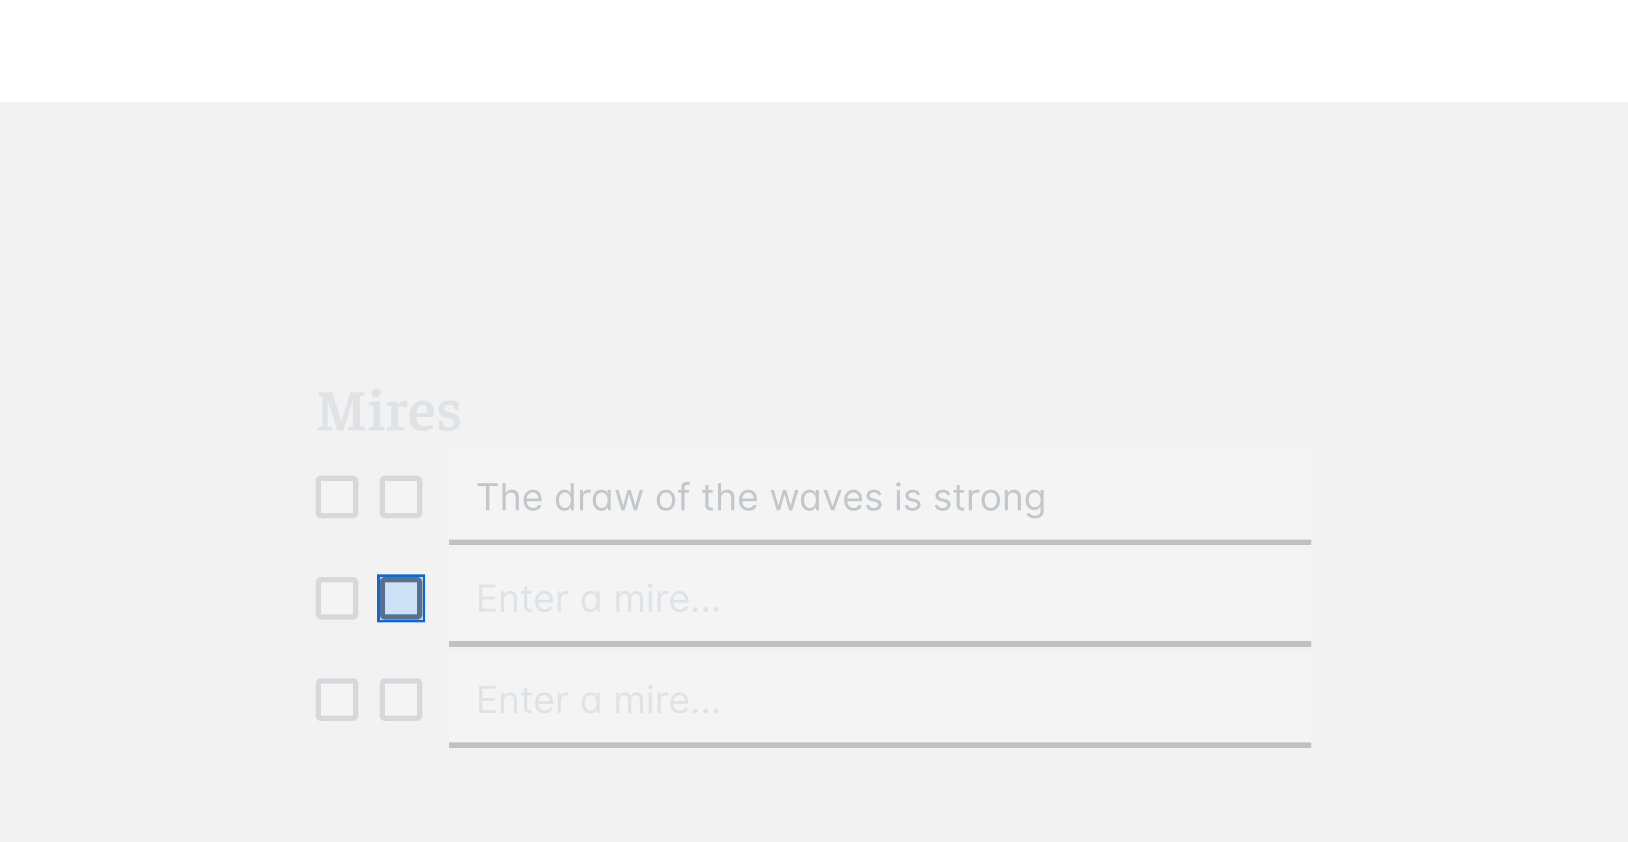 Mires
The draw of the waves is strong
Enter a mire...
Enter a mire...